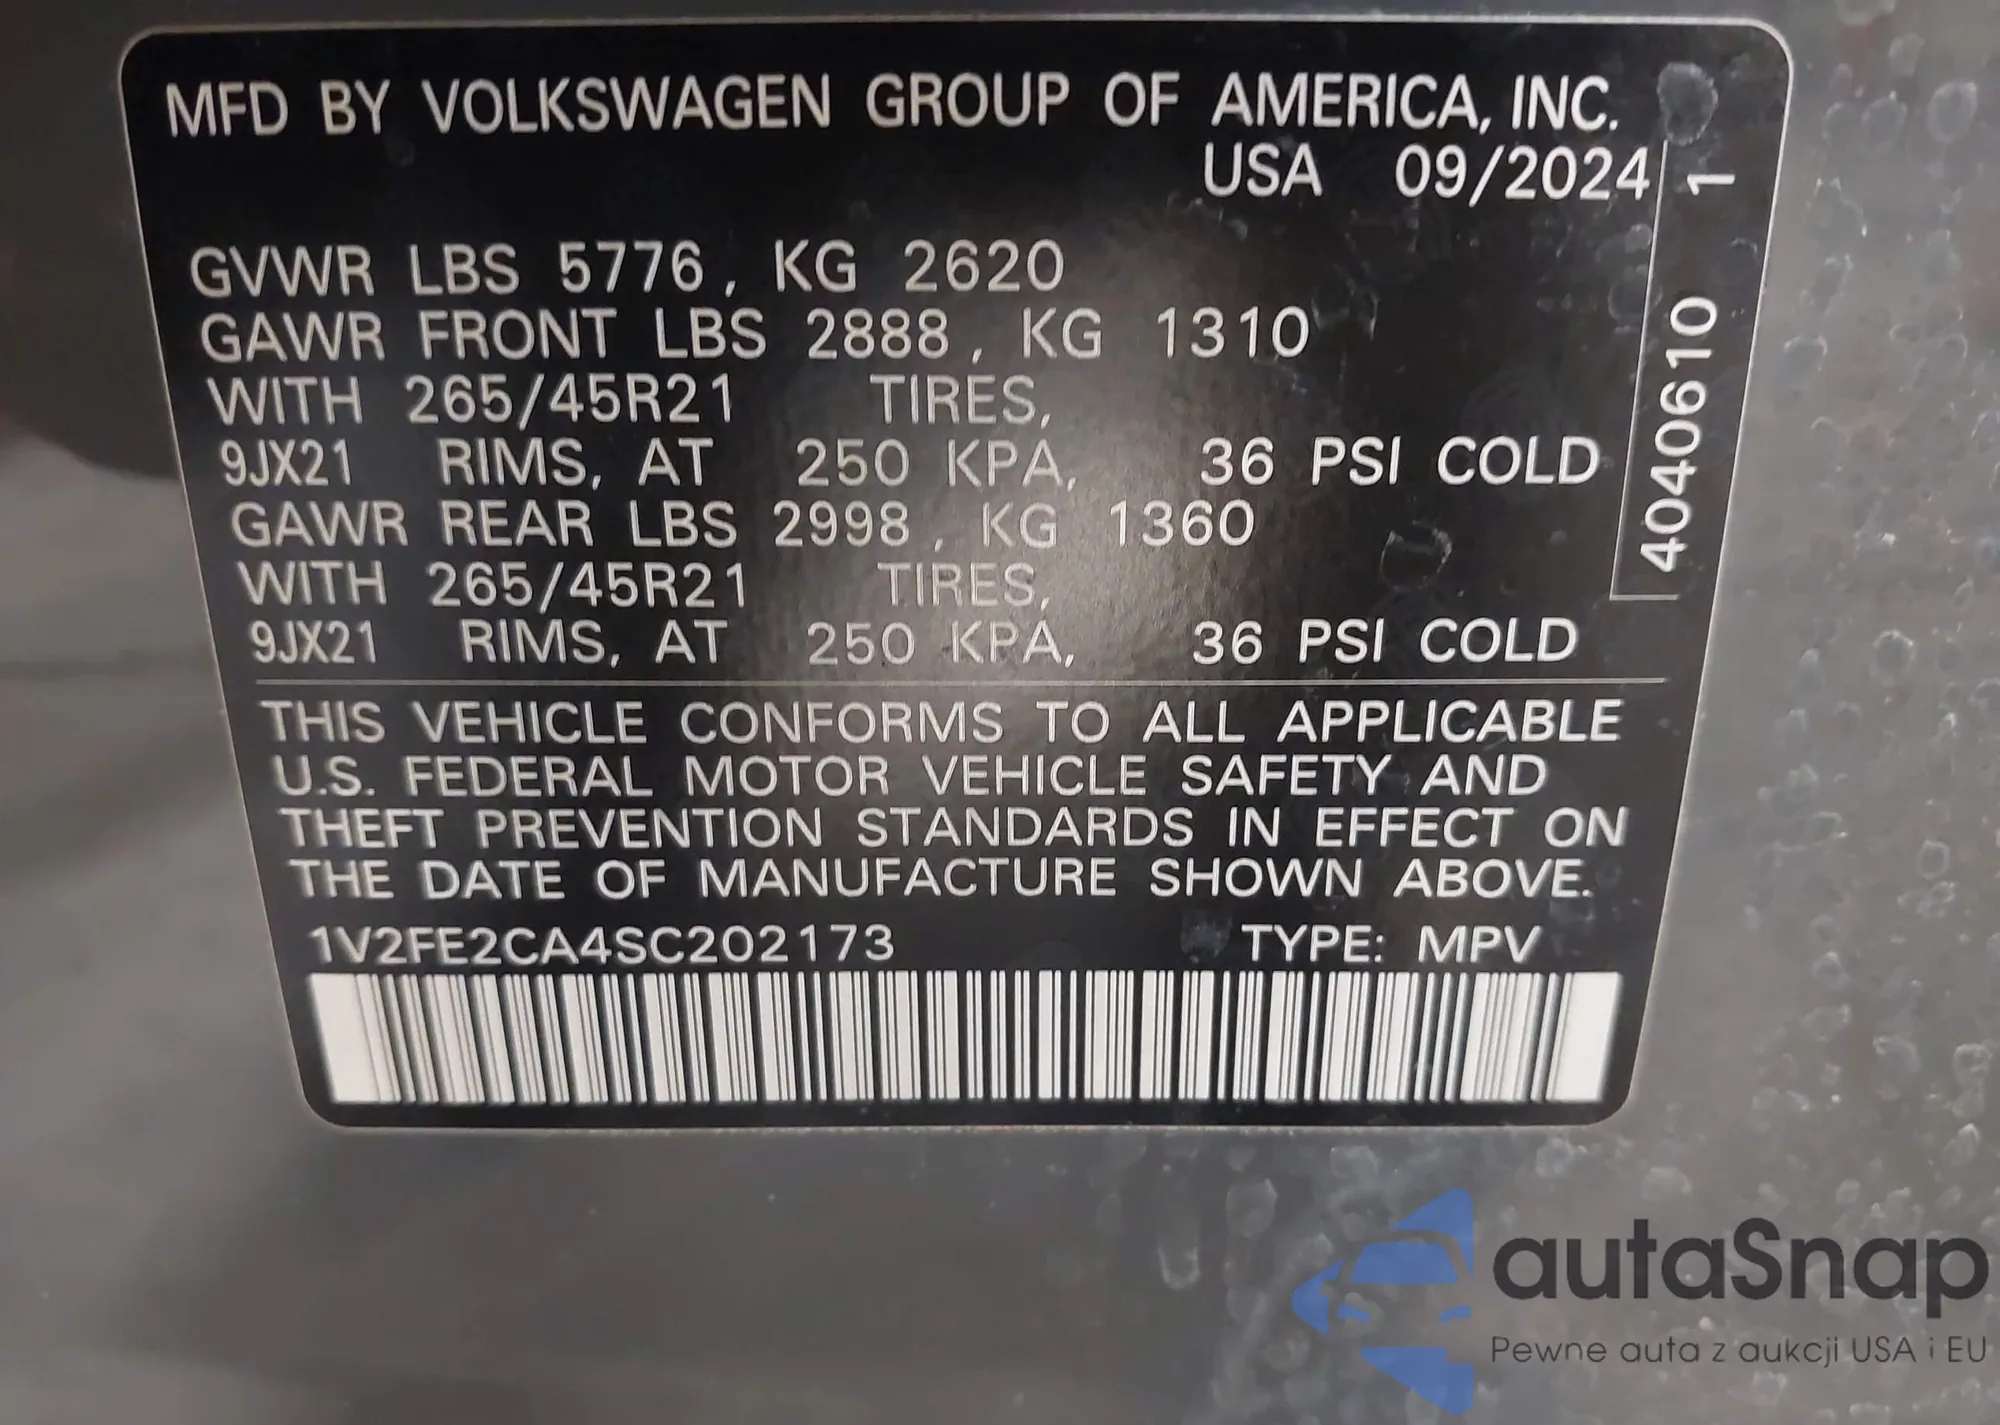 MFD BY VOLKSWAGEN GROUP OF AMERICA, INC.
USA 09/2024
GVWR LBS 5776, KG 2620
GAWR FRONT LBS 2888, KG 1310
WITH 265/45R21 TIRES,
9JX21 RIMS, AT 250 KPA, 36 PSI COLD
GAWR REAR LBS 2998, KG 1360
WITH 265/45R21 TIRES,
9JX21 RIMS, AT 250 KPA, 36 PSI COLD
4040610 1
THIS VEHICLE CONFORMS TO ALL APPLICABLE
U.S. FEDERAL MOTOR VEHICLE SAFETY AND
THEFT PREVENTION STANDARDS IN EFFECT ON
THE DATE OF MANUFACTURE SHOWN ABOVE.
1V2FE2CA4SC202173 TYPE: MPV
autaSnap
Pewne auta z aukcji USA i EU